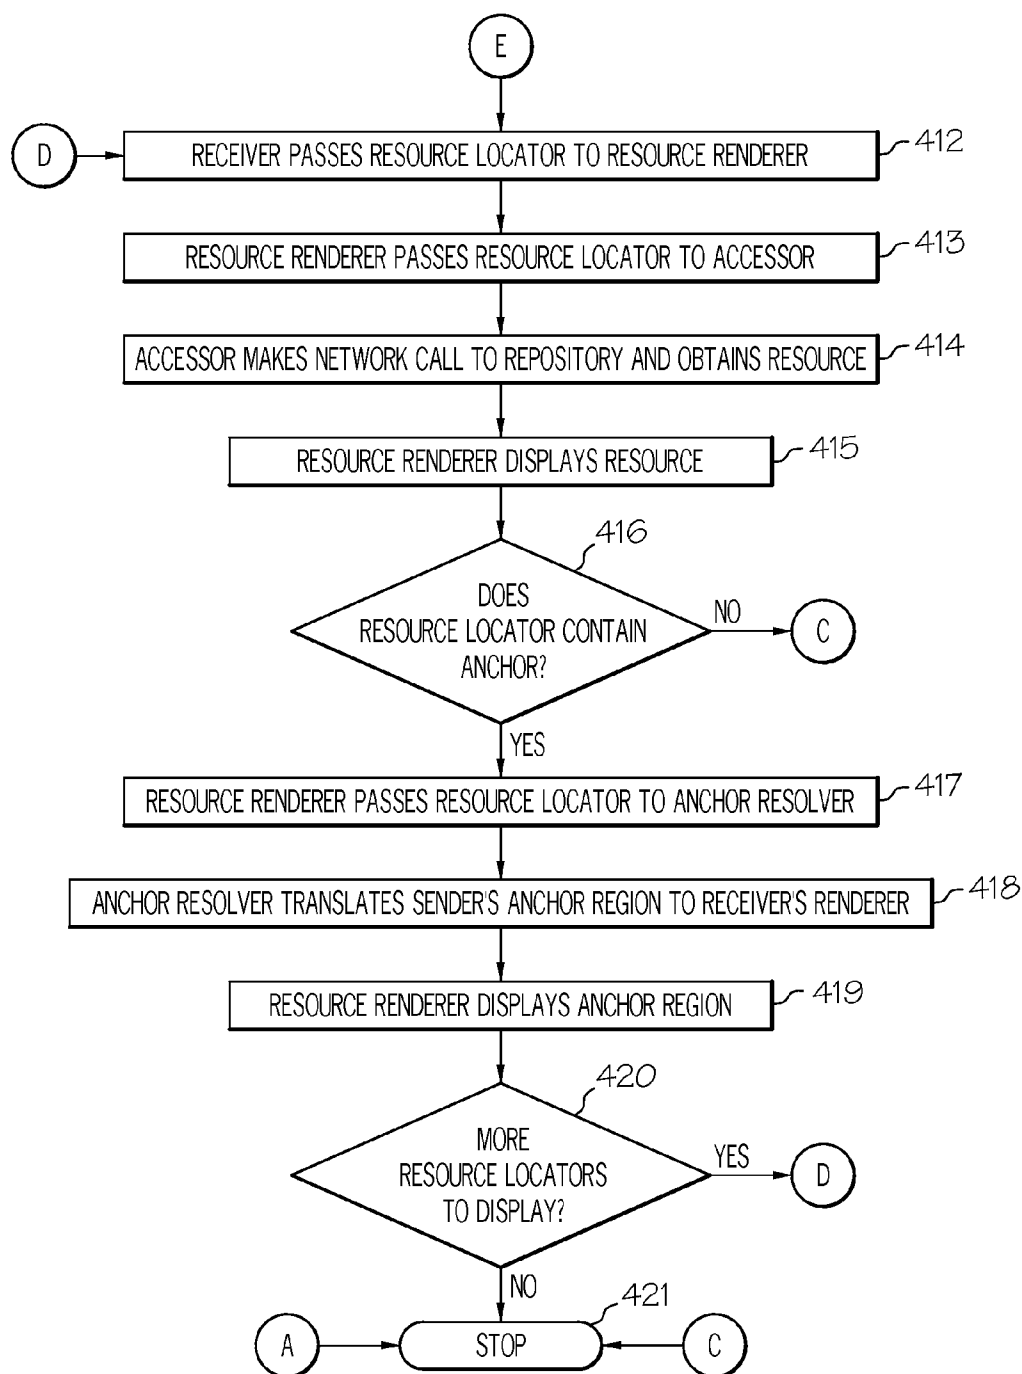 E
D
RECEIVER PASSES RESOURCE LOCATOR TO RESOURCE RENDERER
412
RESOURCE RENDERER PASSES RESOURCE LOCATOR TO ACCESSOR
413
ACCESSOR MAKES NETWORK CALL TO REPOSITORY AND OBTAINS RESOURCE
414
RESOURCE RENDERER DISPLAYS RESOURCE
415
416
DOES
RESOURCE LOCATOR CONTAIN
ANCHOR?
NO
C
YES
RESOURCE RENDERER PASSES RESOURCE LOCATOR TO ANCHOR RESOLVER
417
ANCHOR RESOLVER TRANSLATES SENDER'S ANCHOR REGION TO RECEIVER'S RENDERER
418
RESOURCE RENDERER DISPLAYS ANCHOR REGION
419
420
MORE
RESOURCE LOCATORS
TO DISPLAY?
YES
D
NO
421
A
STOP
C